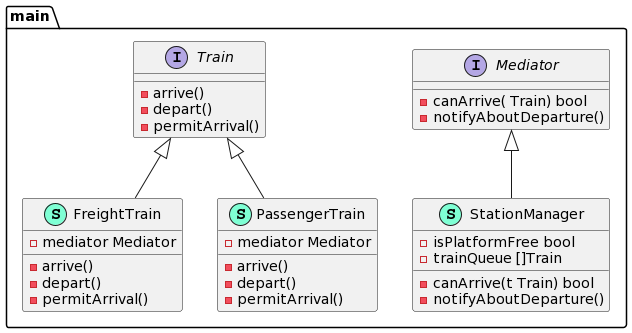 main
I Train
arrive()
depart()
permitArrival()
I Mediator
canArrive( Train) bool
notifyAboutDeparture()
S FreightTrain
mediator Mediator
arrive()
depart()
permitArrival()
S PassengerTrain
mediator Mediator
arrive()
depart()
permitArrival()
S StationManager
isPlatformFree bool
trainQueue []Train
canArrive(t Train) bool
notifyAboutDeparture()